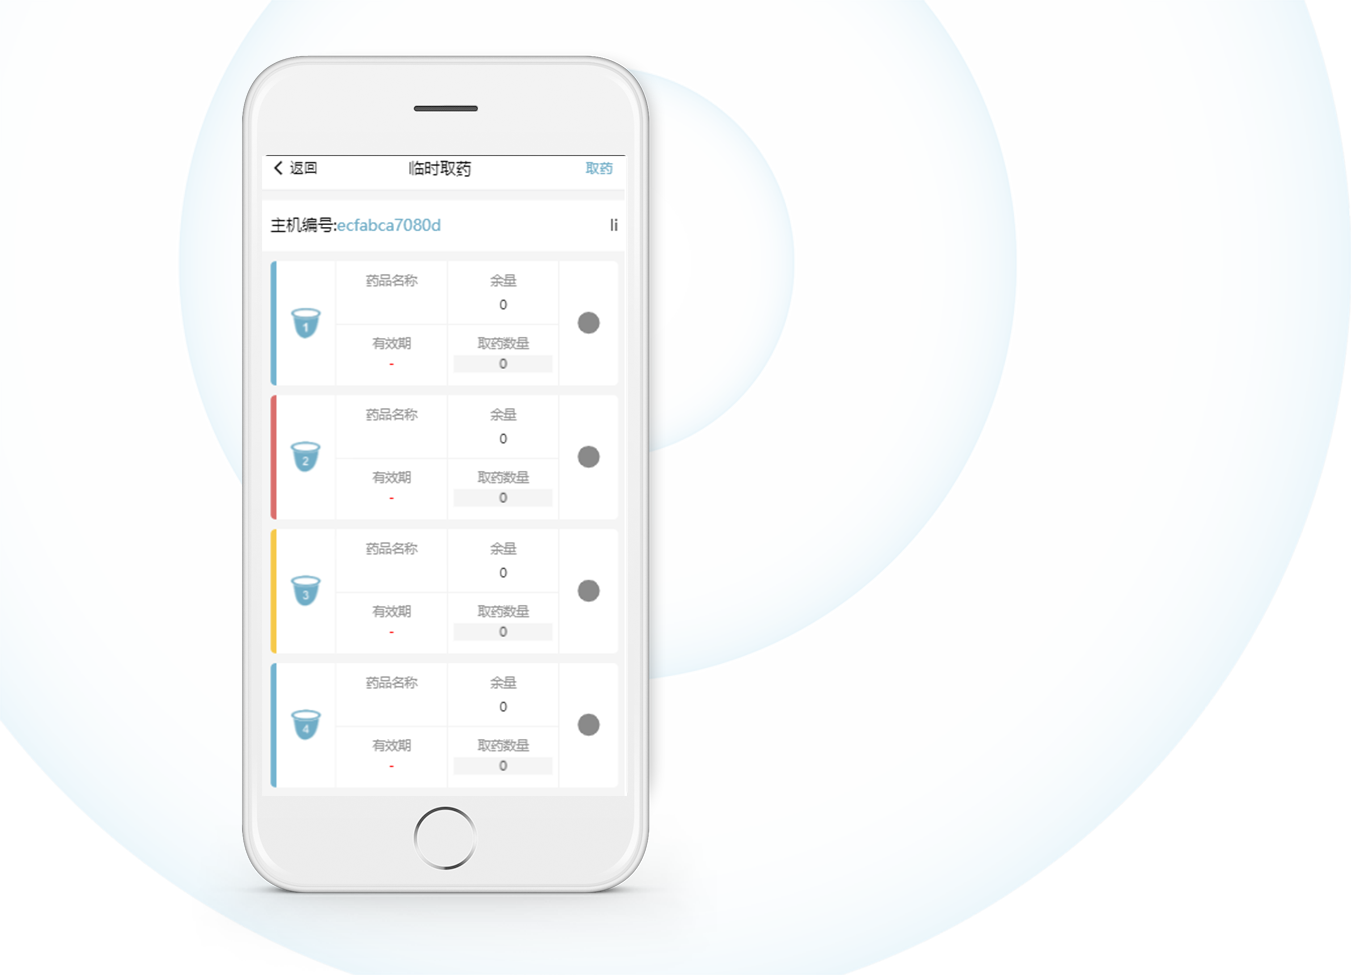 返回 临时取药 取药
主机编号:ecfabca7080d li
药品名称 余量
0
1
有效期 取药数量
- 0
药品名称 余量
0
2
有效期 取药数量
- 0
药品名称 余量
0
3
有效期 取药数量
- 0
药品名称 余量
0
4
有效期 取药数量
- 0